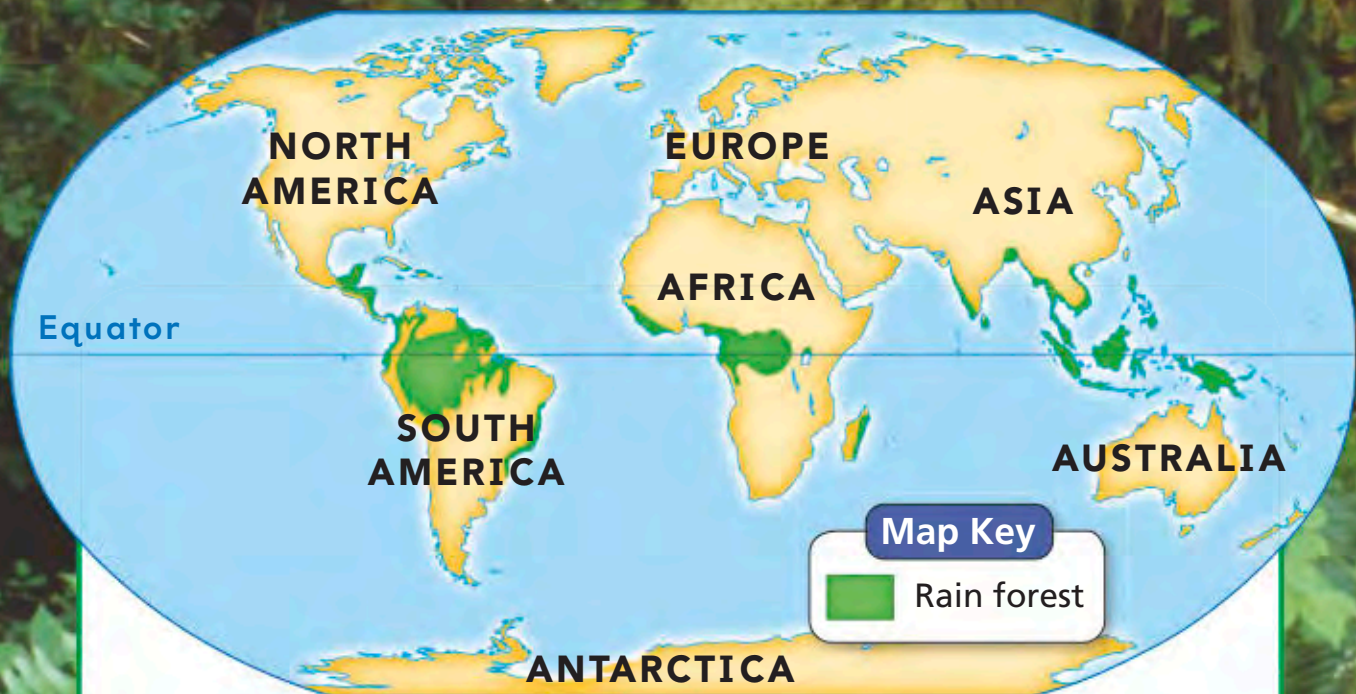 NORTH
AMERICA
EUROPE
ASIA
AFRICA
Equator
SOUTH
AMERICA
AUSTRALIA
Map Key
Rain forest
ANTARCTICA